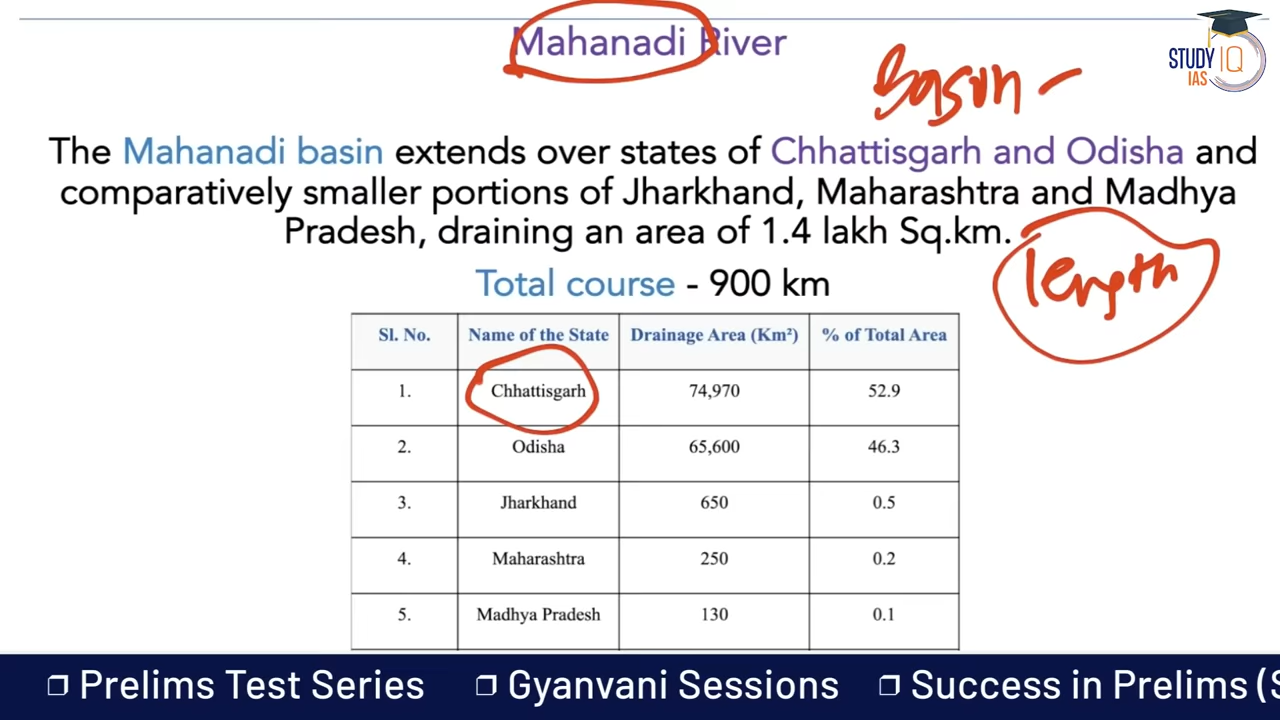 Mahanadi River
STUDY IQ
IAS
Basin -
The Mahanadi basin extends over states of Chhattisgarh and Odisha and
comparatively smaller portions of Jharkhand, Maharashtra and Madhya
Pradesh, draining an area of 1.4 lakh Sq.km.
length
Total course - 900 km
Sl. No. Name of the State Drainage Area (Km²) % of Total Area
1. Chhattisgarh 74,970 52.9
2. Odisha 65,600 46.3
3. Jharkhand 650 0.5
4. Maharashtra 250 0.2
5. Madhya Pradesh 130 0.1
❐ Prelims Test Series ❐ Gyanvani Sessions ❐ Success in Prelims (S